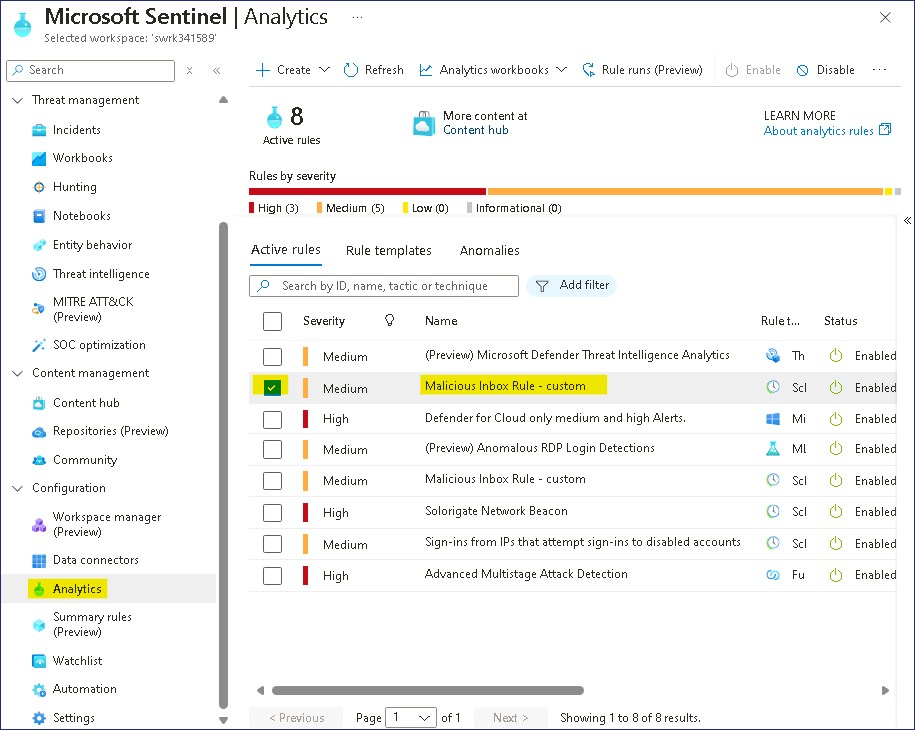 Microsoft Sentinel | Analytics ...
Selected workspace: 'swrk341589'
Search
Create
Refresh
Analytics workbooks
Rule runs (Preview)
Enable
Disable
...
Threat management
Incidents
Workbooks
Hunting
Notebooks
Entity behavior
Threat intelligence
MITRE ATT&CK
(Preview)
SOC optimization
Content management
Content hub
Repositories (Preview)
Community
Configuration
Workspace manager
(Preview)
Data connectors
Analytics
Summary rules
(Preview)
Watchlist
Automation
Settings
8
Active rules
More content at
Content hub
LEARN MORE
About analytics rules
Rules by severity
High (3) Medium (5) Low (0) Informational (0)
Active rules Rule templates Anomalies
Search by ID, name, tactic or technique
Add filter
Severity Name Rule t... Status
Medium (Preview) Microsoft Defender Threat Intelligence Analytics Th Enabled
Medium Malicious Inbox Rule - custom Scl Enabled
High Defender for Cloud only medium and high Alerts. Mi Enabled
Medium (Preview) Anomalous RDP Login Detections ML Enabled
Medium Malicious Inbox Rule - custom Scl Enabled
High Solorigate Network Beacon Scl Enabled
Medium Sign-ins from IPs that attempt sign-ins to disabled accounts Scl Enabled
High Advanced Multistage Attack Detection Fu Enabled
< Previous Page 1 of 1 Next > Showing 1 to 8 of 8 results.